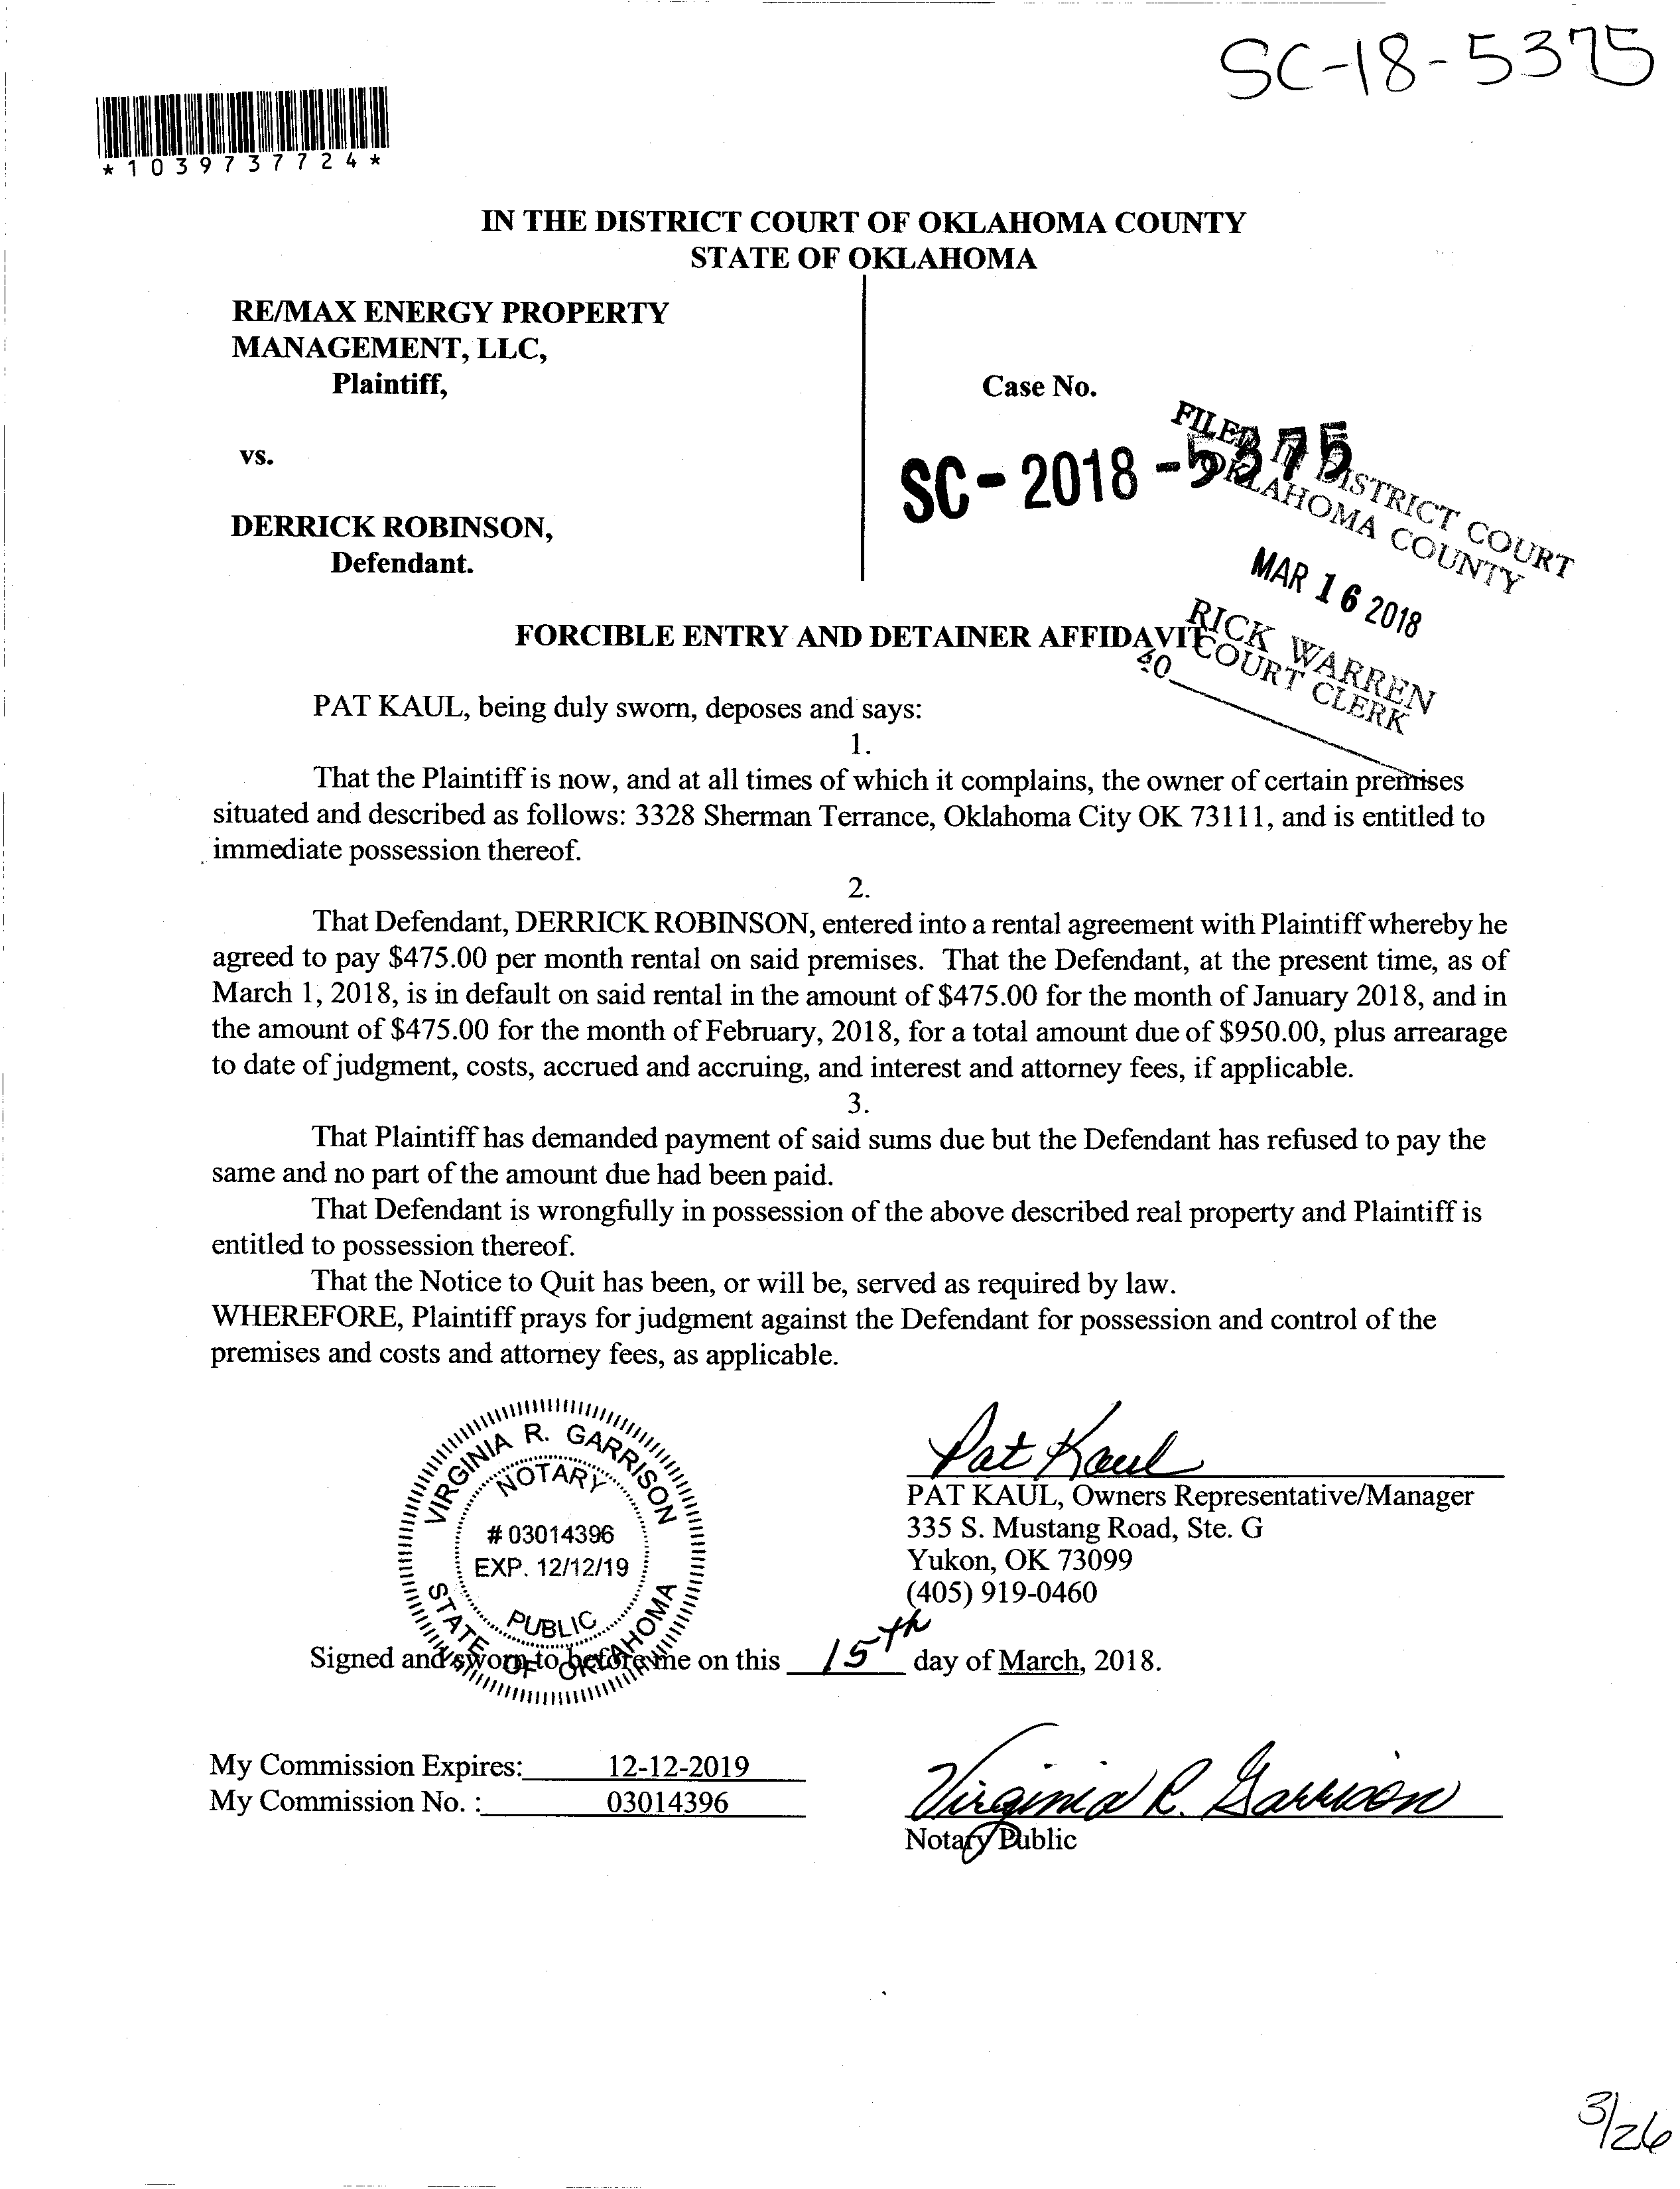 SC-18-5375
*1039737724*
IN THE DISTRICT COURT OF OKLAHOMA COUNTY
STATE OF OKLAHOMA
RE/MAX ENERGY PROPERTY
MANAGEMENT, LLC,
Plaintiff,
Case No.
vs.
SC-2018-5375
FILED IN DISTRICT COURT
OKLAHOMA COUNTY
DERRICK ROBINSON,
Defendant.
MAR 16 2018
RICK WARREN
COURT CLERK
40
FORCIBLE ENTRY AND DETAINER AFFIDAVIT
PAT KAUL, being duly sworn, deposes and says:
1.
That the Plaintiff is now, and at all times of which it complains, the owner of certain premises
situated and described as follows: 3328 Sherman Terrance, Oklahoma City OK 73111, and is entitled to
immediate possession thereof.
2.
That Defendant, DERRICK ROBINSON, entered into a rental agreement with Plaintiff whereby he
agreed to pay $475.00 per month rental on said premises. That the Defendant, at the present time, as of
March 1, 2018, is in default on said rental in the amount of $475.00 for the month of January 2018, and in
the amount of $475.00 for the month of February, 2018, for a total amount due of $950.00, plus arrearage
to date of judgment, costs, accrued and accruing, and interest and attorney fees, if applicable.
3.
That Plaintiff has demanded payment of said sums due but the Defendant has refused to pay the
same and no part of the amount due had been paid.
That Defendant is wrongfully in possession of the above described real property and Plaintiff is
entitled to possession thereof.
That the Notice to Quit has been, or will be, served as required by law.
WHEREFORE, Plaintiff prays for judgment against the Defendant for possession and control of the
premises and costs and attorney fees, as applicable.
VIRGINIA R. GARRISON
NOTARY
# 03014396
EXP. 12/12/19
PUBLIC
STATE OF OKLAHOMA
Pat Kaul
PAT KAUL, Owners Representative/Manager
335 S. Mustang Road, Ste. G
Yukon, OK 73099
(405) 919-0460
Signed and sworn to before me on this 15th day of March, 2018.
My Commission Expires: 12-12-2019
My Commission No. : 03014396
Virginia R. Garrison
Notary Public
3/26